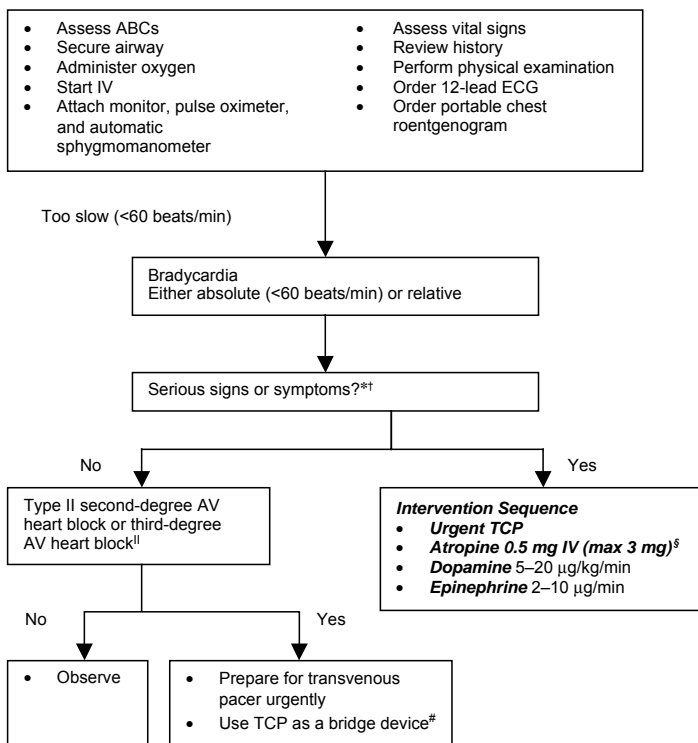 • Assess ABCs
• Secure airway
• Administer oxygen
• Start IV
• Attach monitor, pulse oximeter,
and automatic
sphygmomanometer
• Assess vital signs
• Review history
• Perform physical examination
• Order 12-lead ECG
• Order portable chest
roentgenogram
Too slow (<60 beats/min)
Bradycardia
Either absolute (<60 beats/min) or relative
Serious signs or symptoms?*†
No
Yes
Type II second-degree AV
heart block or third-degree
AV heart block||
Intervention Sequence
• Urgent TCP
• Atropine 0.5 mg IV (max 3 mg)§
• Dopamine 5–20 μg/kg/min
• Epinephrine 2–10 μg/min
No
Yes
• Observe
• Prepare for transvenous
pacer urgently
• Use TCP as a bridge device#